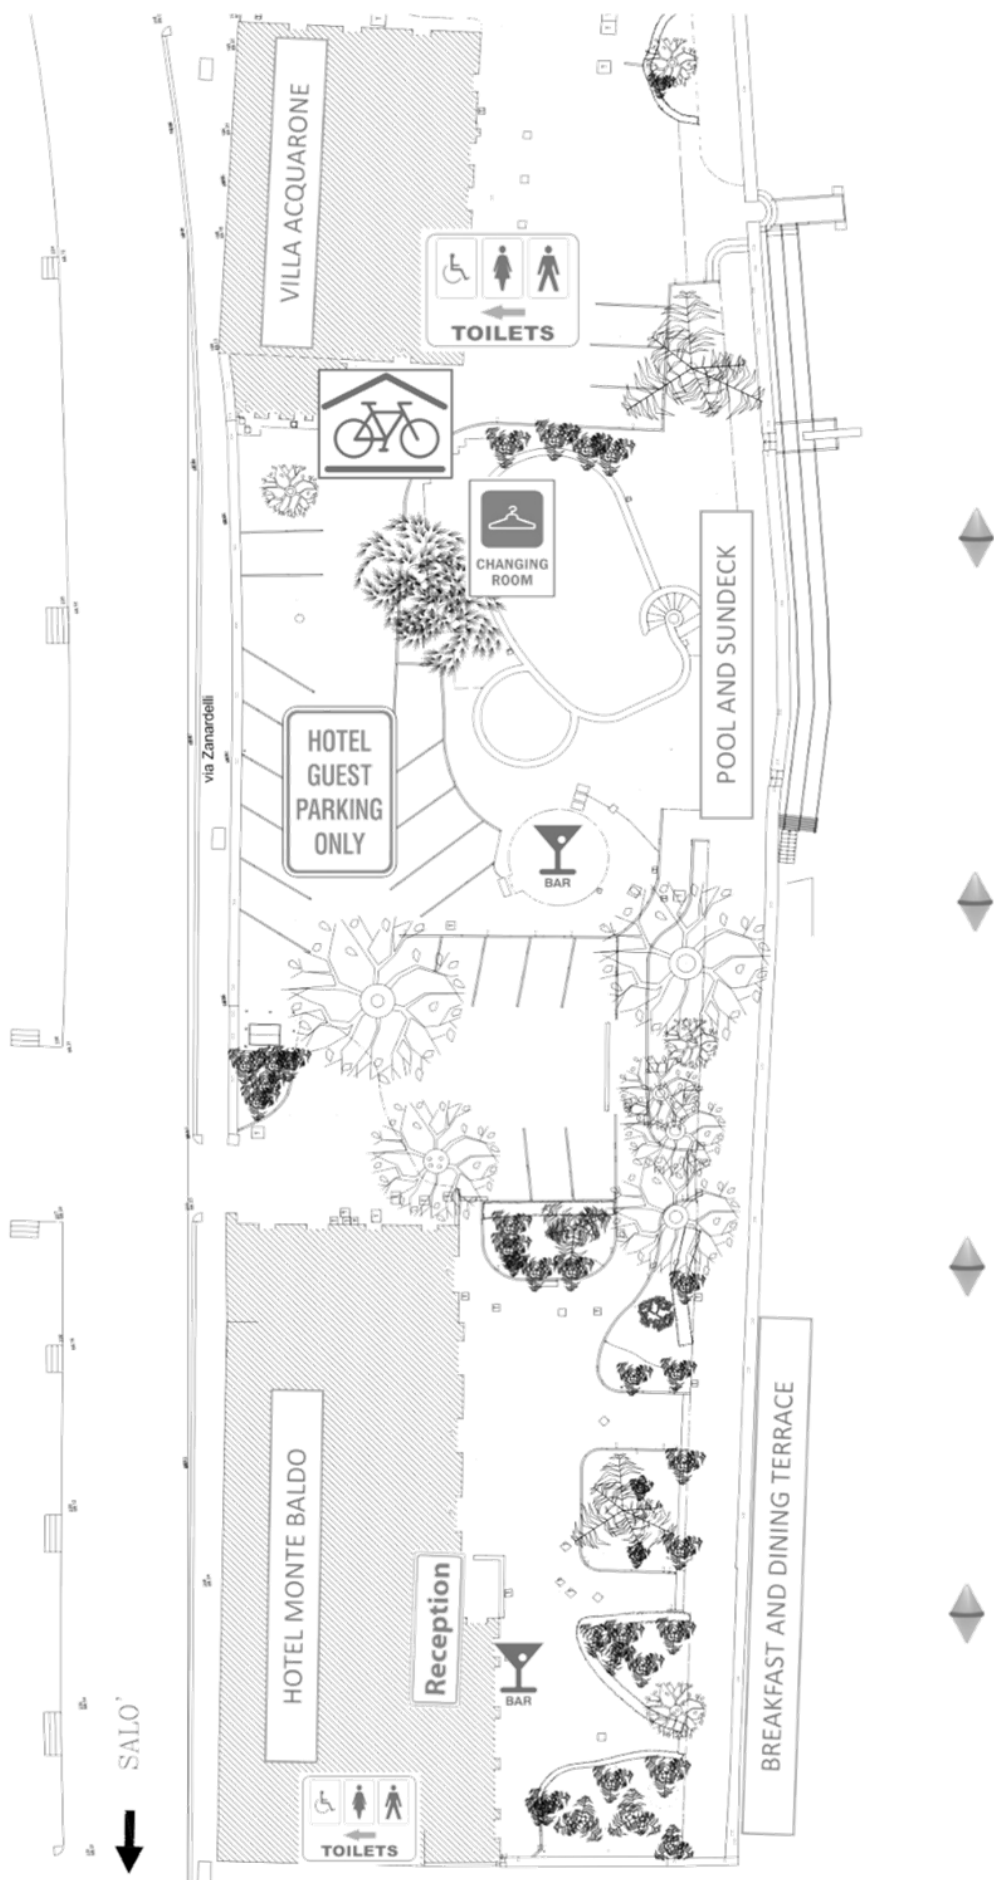 VILLA ACQUARONE
TOILETS
CHANGING
ROOM
POOL AND SUNDECK
via Zanardelli
HOTEL
GUEST
PARKING
ONLY
BAR
HOTEL MONTE BALDO
Reception
BAR
BREAKFAST AND DINING TERRACE
SALO'
TOILETS